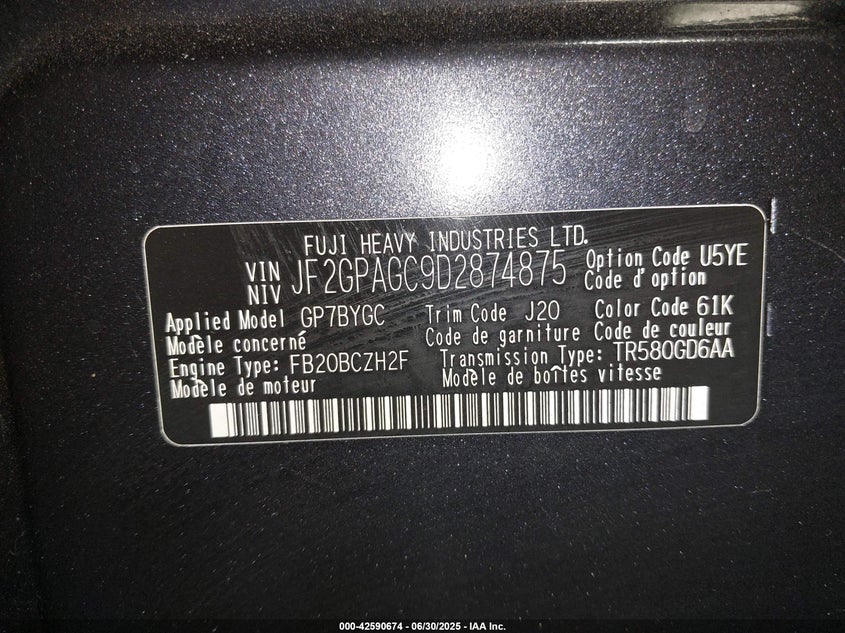 FUJI HEAVY INDUSTRIES LTD.
VIN JF2GPAGC9D2874875 Option Code U5YE
NIV Code d'option
Applied Model GP7BYGC Trim Code J20 Color Code 61K
Modèle concerné Code de garniture Code de couleur
Engine Type: FB20BCZH2F Transmission Type: TR580GD6AA
Modèle de moteur Modèle de boîtes vitesse
000-42590674 - 06/30/2025 - IAA Inc.